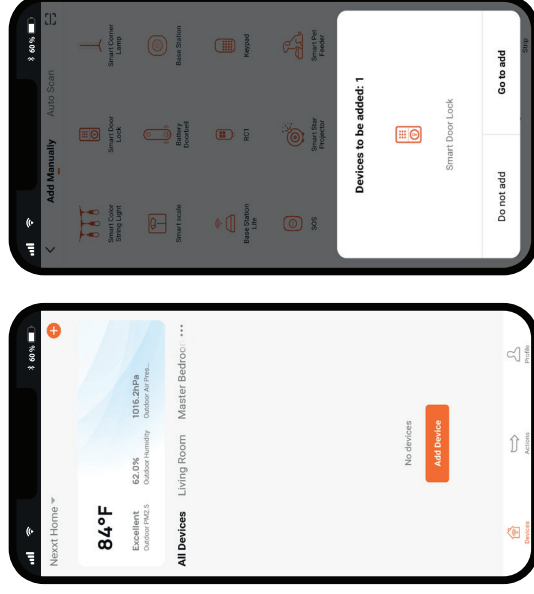 60 %
Nexxt Home
84°F
Excellent 62.0% 1016.2hPa
Outdoor PM2.5 Outdoor Humidity Outdoor Air Pres...
All Devices Living Room Master Bedroo
No devices
Add Device
Devices Actions Profile
60 %
Add Manually Auto Scan
Smart Color Smart Door Smart Corner
String Light Lock Lamp
Smart scale Battery Base Station
Doorbell
Base Station RC1 Keypad
Lite
SOS Smart Star Smart Pet
Projector Feeder
Devices to be added: 1
Smart Door Lock
Do not add Go to add
Strip